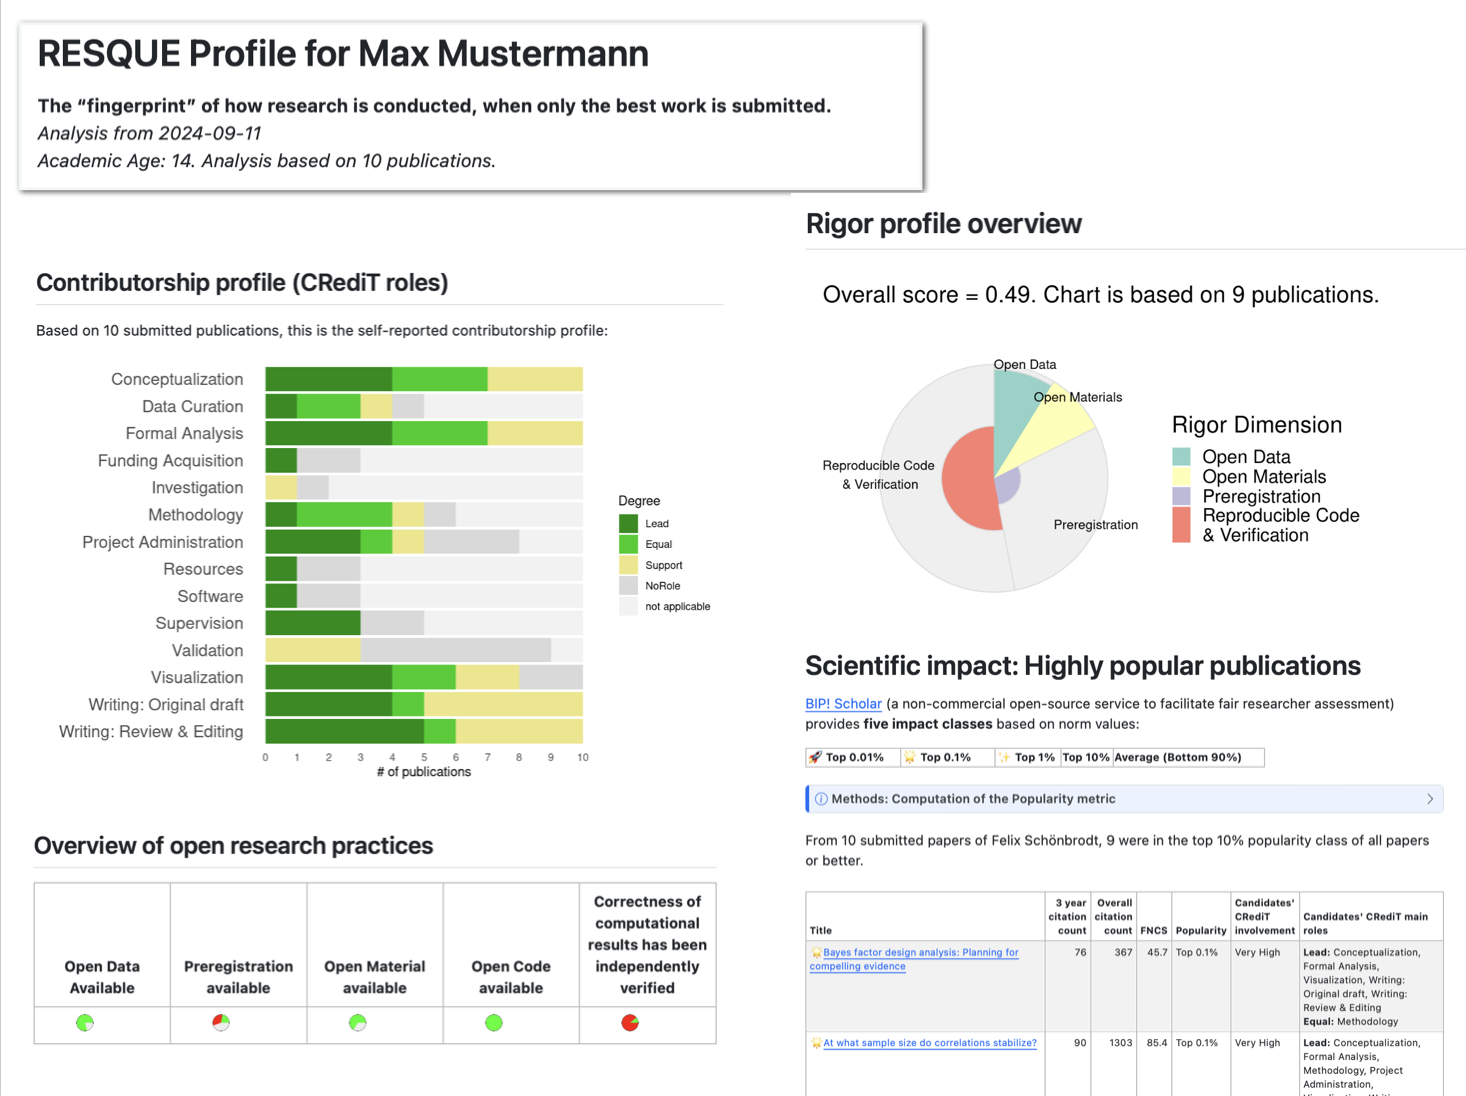 RESQUE Profile for Max Mustermann
The “fingerprint” of how research is conducted, when only the best work is submitted.
Analysis from 2024-09-11
Academic Age: 14. Analysis based on 10 publications.
Contributorship profile (CRediT roles)
Based on 10 submitted publications, this is the self-reported contributorship profile:
Conceptualization
Data Curation
Formal Analysis
Funding Acquisition
Investigation
Methodology
Project Administration
Resources
Software
Supervision
Validation
Visualization
Writing: Original draft
Writing: Review & Editing
0 1 2 3 4 5 6 7 8 9 10
# of publications
Degree
Lead
Equal
Support
NoRole
not applicable
Overview of open research practices
Open Data
Available
Preregistration
available
Open Material
available
Open Code
available
Correctness of
computational
results has been
independently
verified
Rigor profile overview
Overall score = 0.49. Chart is based on 9 publications.
Open Data
Open Materials
Reproducible Code
& Verification
Preregistration
Rigor Dimension
Open Data
Open Materials
Preregistration
Reproducible Code
& Verification
Scientific impact: Highly popular publications
BIP! Scholar (a non-commercial open-source service to facilitate fair researcher assessment)
provides five impact classes based on norm values:
🚀 Top 0.01% 🌟 Top 0.1% ✨ Top 1% Top 10% Average (Bottom 90%)
Methods: Computation of the Popularity metric
From 10 submitted papers of Felix Schönbrodt, 9 were in the top 10% popularity class of all papers
or better.
Title
3 year
citation
count
Overall
citation
count
FNCS
Popularity
Candidates'
CRediT
involvement
Candidates' CRediT main
roles
🌟Bayes factor design analysis: Planning for
compelling evidence
76 367 45.7 Top 0.1% Very High
Lead: Conceptualization,
Formal Analysis,
Visualization, Writing:
Original draft, Writing:
Review & Editing
Equal: Methodology
🌟At what sample size do correlations stabilize?
90 1303 85.4 Top 0.1% Very High
Lead: Conceptualization,
Formal Analysis,
Methodology, Project
Administration,